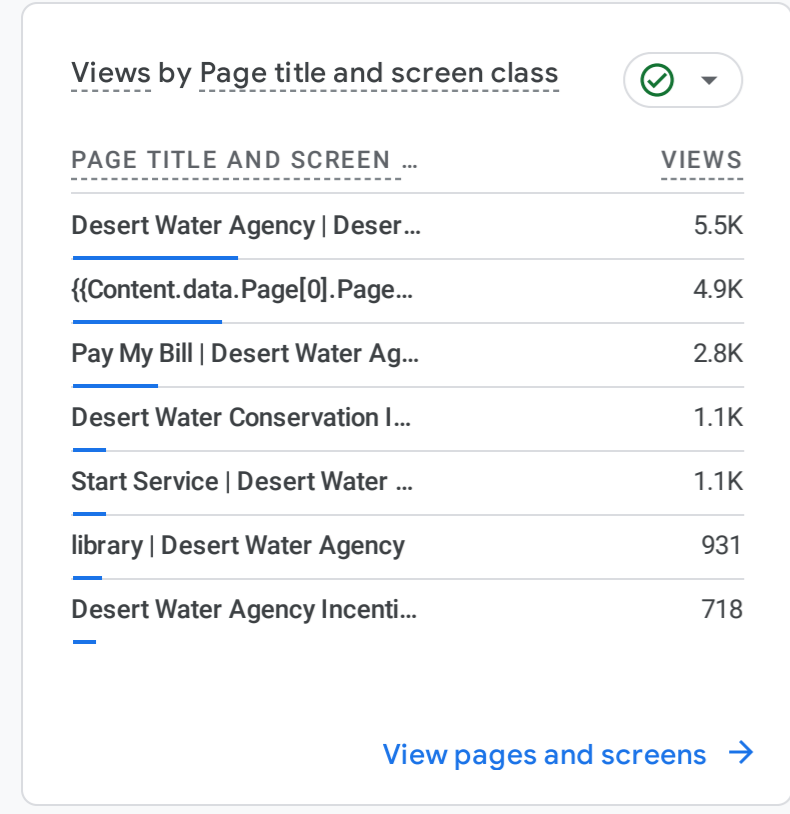 Views by Page title and screen class
PAGE TITLE AND SCREEN … VIEWS
Desert Water Agency | Deser… 5.5K
{{Content.data.Page[0].Page… 4.9K
Pay My Bill | Desert Water Ag… 2.8K
Desert Water Conservation I… 1.1K
Start Service | Desert Water … 1.1K
library | Desert Water Agency 931
Desert Water Agency Incenti… 718
View pages and screens